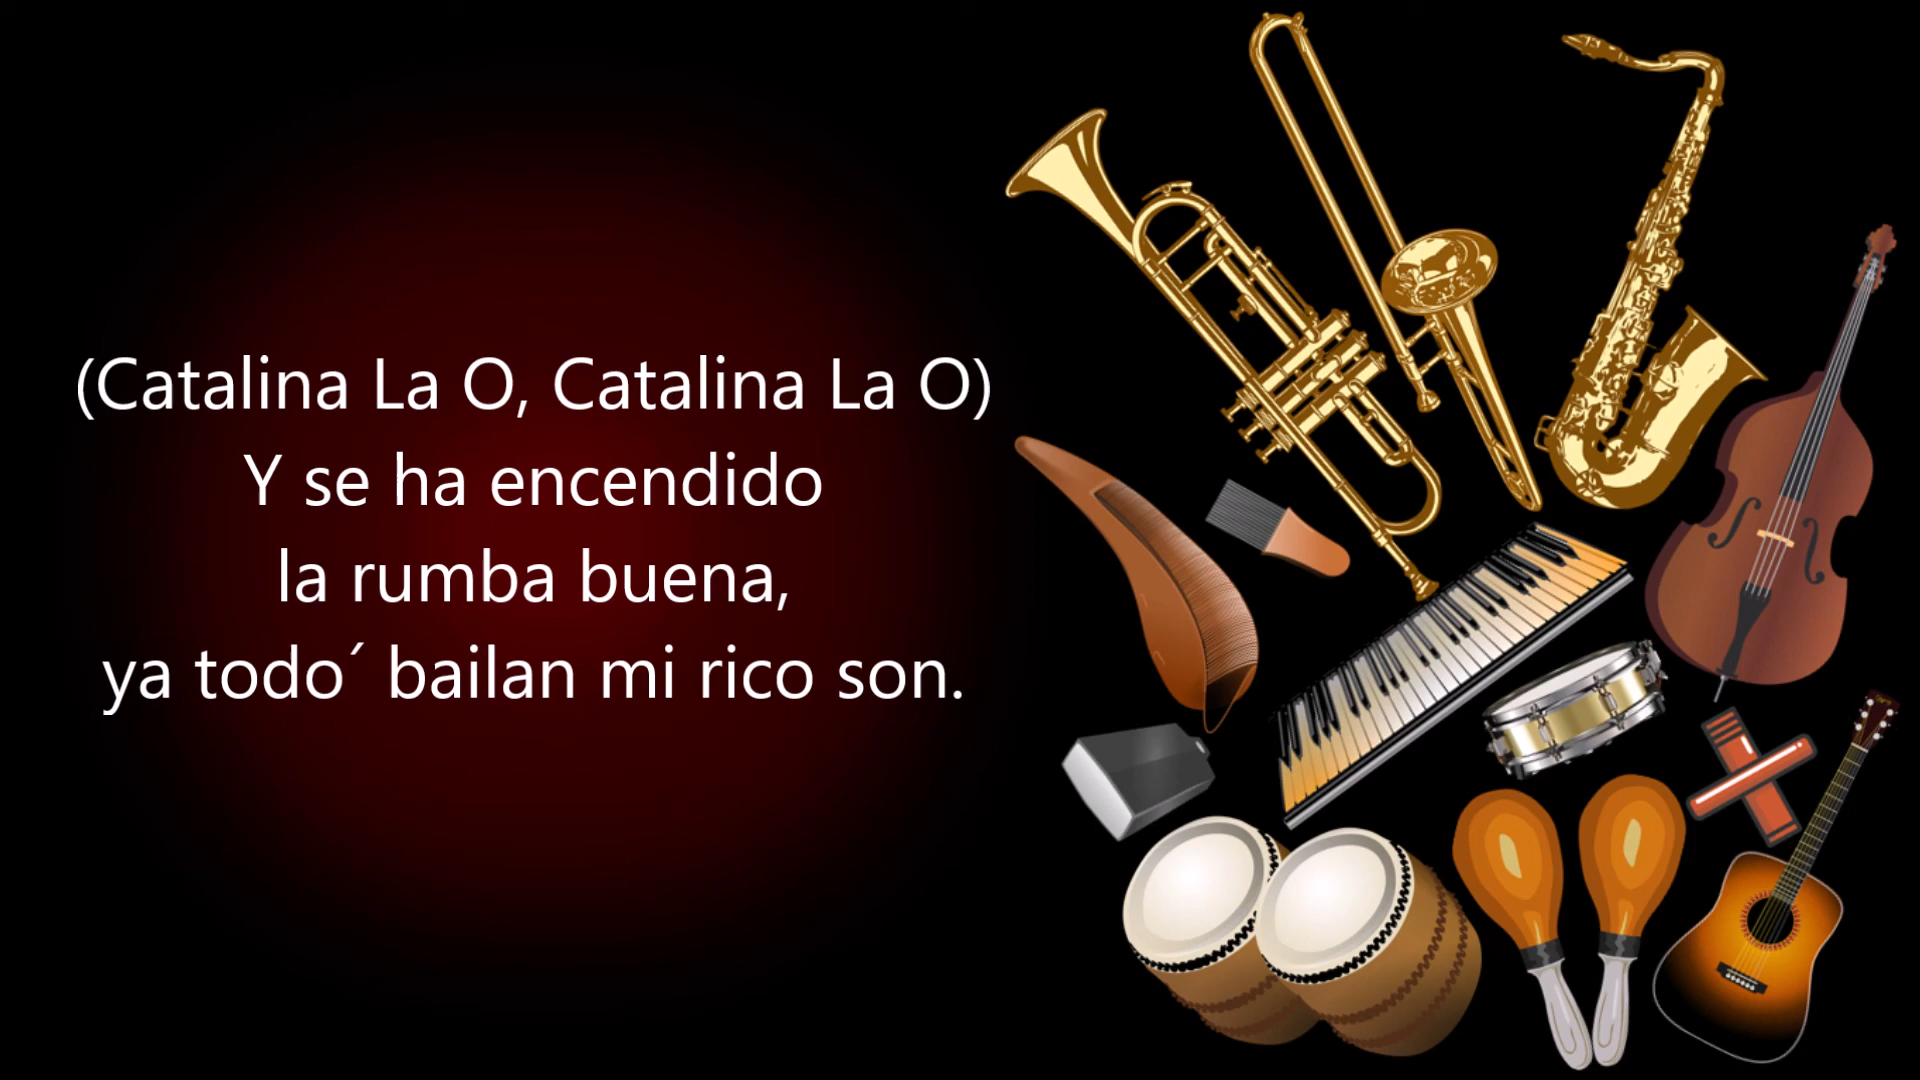 (Catalina La O, Catalina La O)
Y se ha encendido
la rumba buena,
ya todo´ bailan mi rico son.